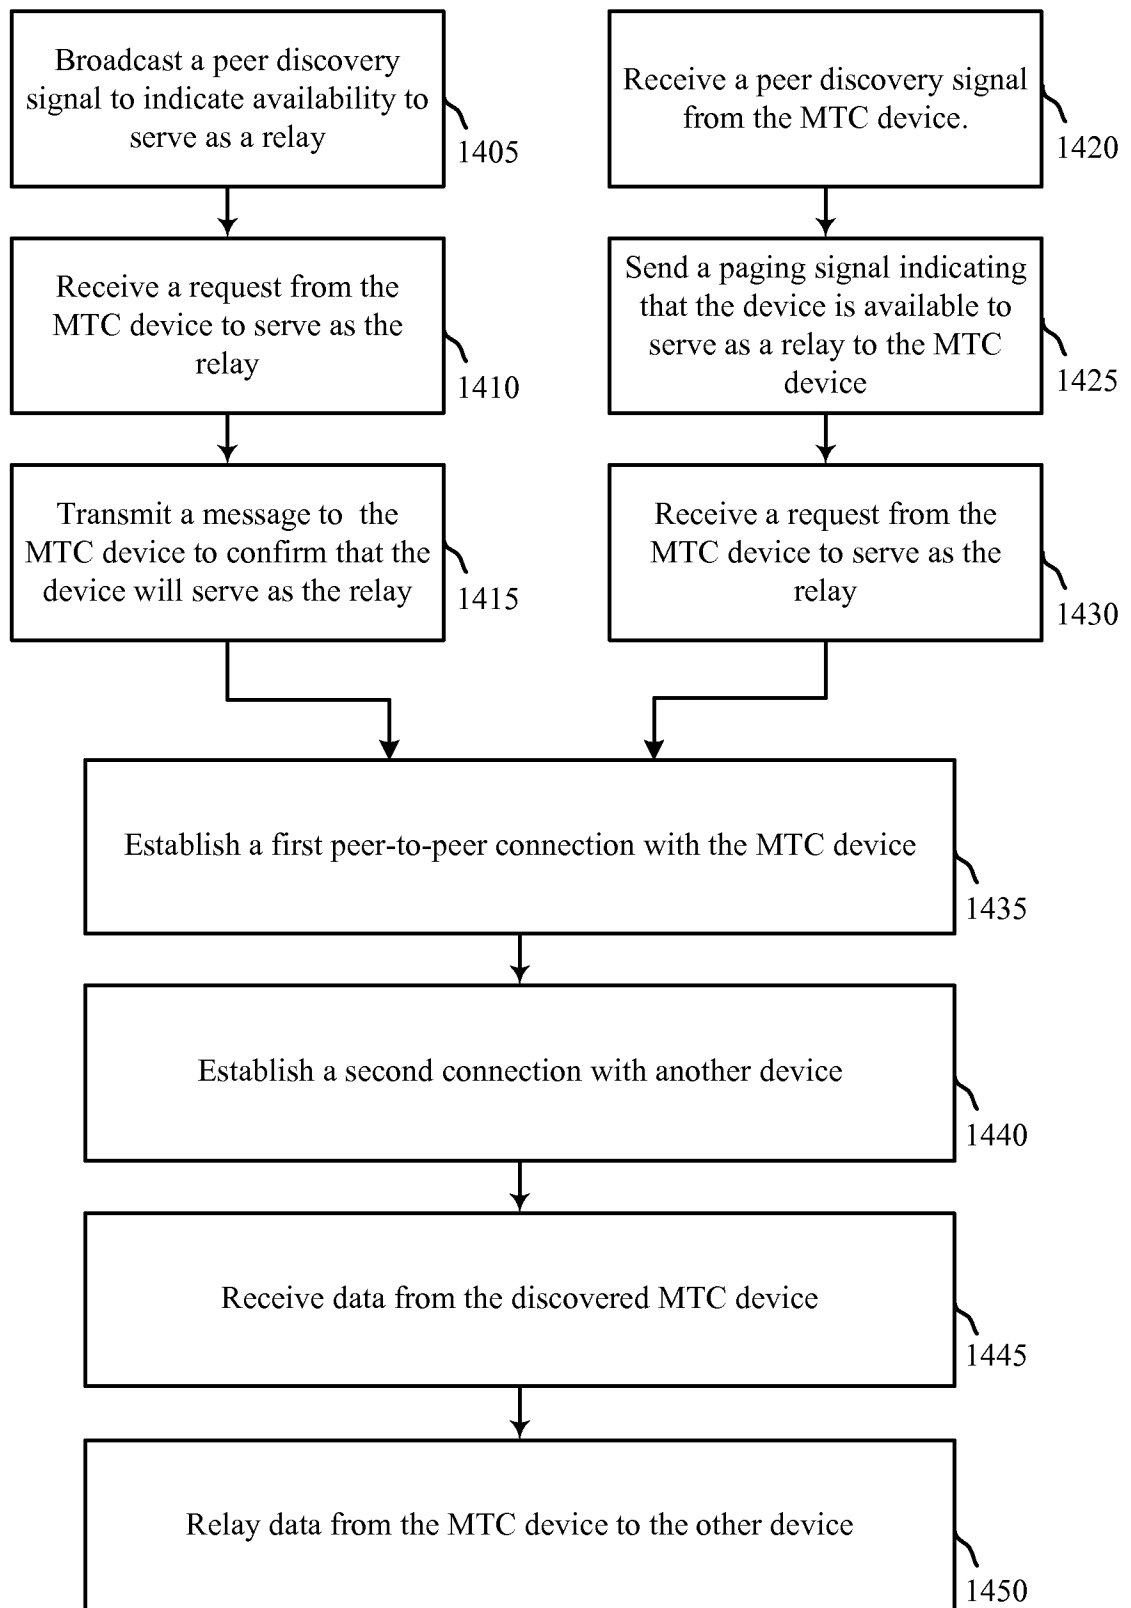 Broadcast a peer discovery
signal to indicate availability to
serve as a relay
1405
Receive a request from the
MTC device to serve as the
relay
1410
Transmit a message to  the
MTC device to confirm that the
device will serve as the relay
1415
Receive a peer discovery signal
from the MTC device.
1420
Send a paging signal indicating
that the device is available to
serve as a relay to the MTC
device
1425
Receive a request from the
MTC device to serve as the
relay
1430
Establish a first peer-to-peer connection with the MTC device
1435
Establish a second connection with another device
1440
Receive data from the discovered MTC device
1445
Relay data from the MTC device to the other device
1450